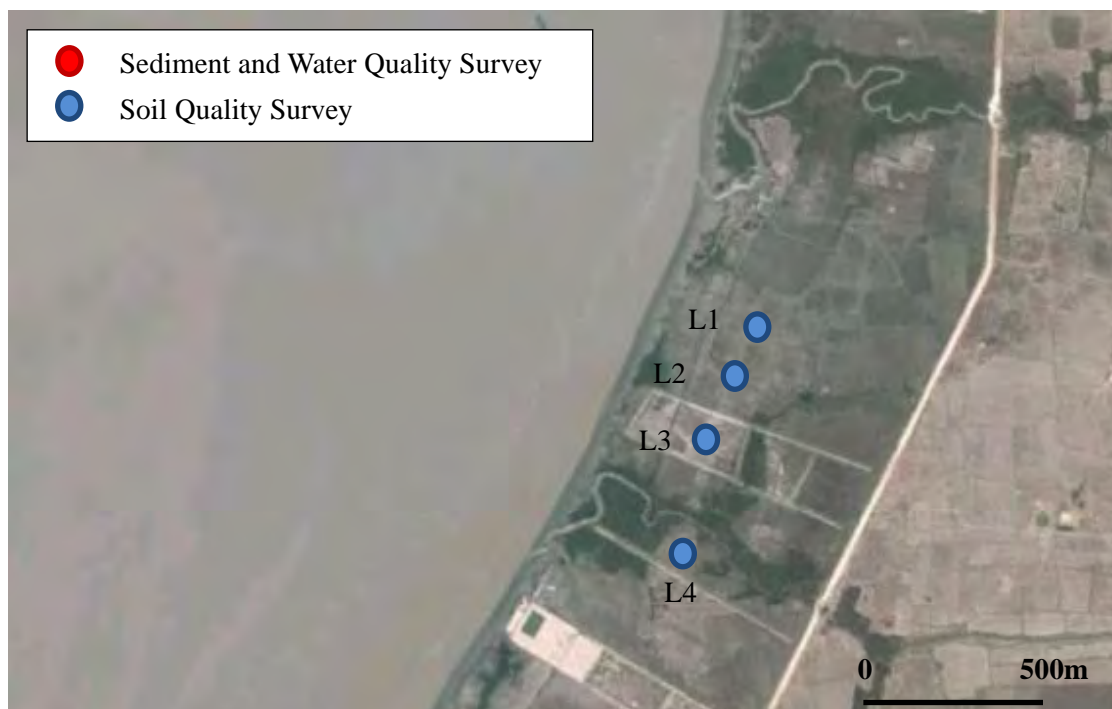 Sediment and Water Quality Survey
Soil Quality Survey
L1
L2
L3
L4
0 500m